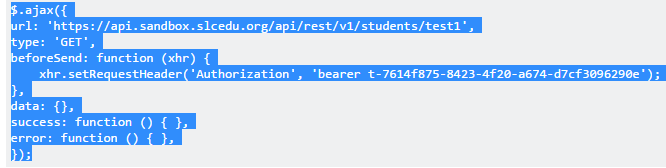 $.ajax({
url: 'https://api.sandbox.slcedu.org/api/rest/v1/students/test1',
type: 'GET',
beforeSend: function (xhr) {
    xhr.setRequestHeader('Authorization', 'bearer t-7614f875-8423-4f20-a674-d7cf3096290e');
},
data: {},
success: function () { },
error: function () { },
});